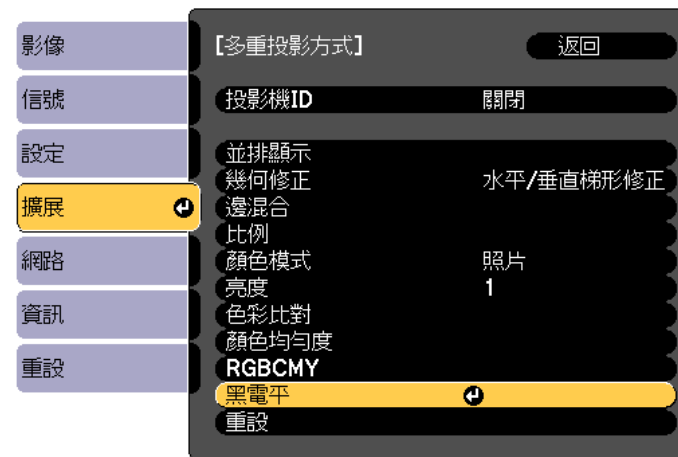 影像
信號
設定
擴展
網路
資訊
重設
【多重投影方式】 返回
投影機ID 關閉
並排顯示
幾何修正 水平/垂直梯形修正
邊混合
比例
顏色模式 照片
亮度 1
色彩比對
顏色均勻度
RGBCMY
黑電平
重設